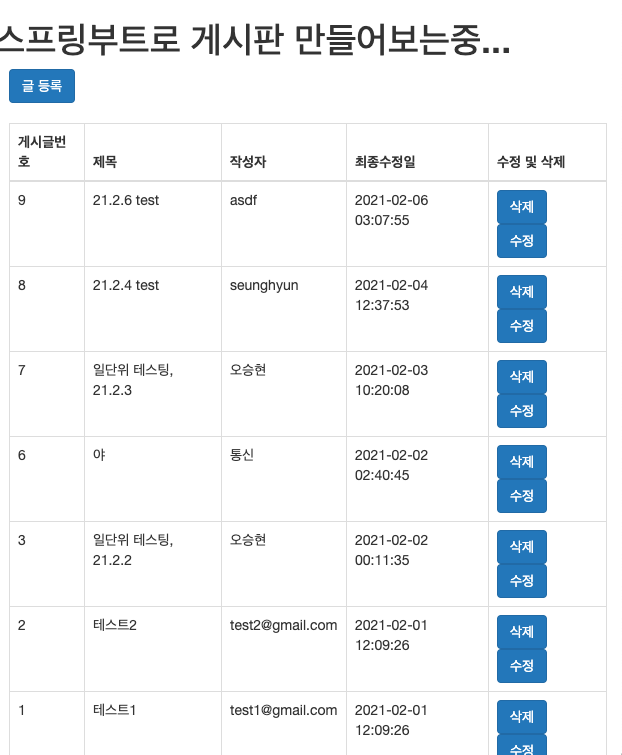 스프링부트로 게시판 만들어보는중...
글 등록
게시글번
호 제목 작성자 최종수정일 수정 및 삭제
9 21.2.6 test asdf 2021-02-06 삭제
03:07:55
수정
8 21.2.4 test seunghyun 2021-02-04 삭제
12:37:53
수정
7 일단위 테스팅, 오승현 2021-02-03 삭제
21.2.3 10:20:08
수정
6 야 통신 2021-02-02 삭제
02:40:45
수정
3 일단위 테스팅, 오승현 2021-02-02 삭제
21.2.2 00:11:35
수정
2 테스트2 test2@gmail.com 2021-02-01 삭제
12:09:26
수정
1 테스트1 test1@gmail.com 2021-02-01 삭제
12:09:26
수정